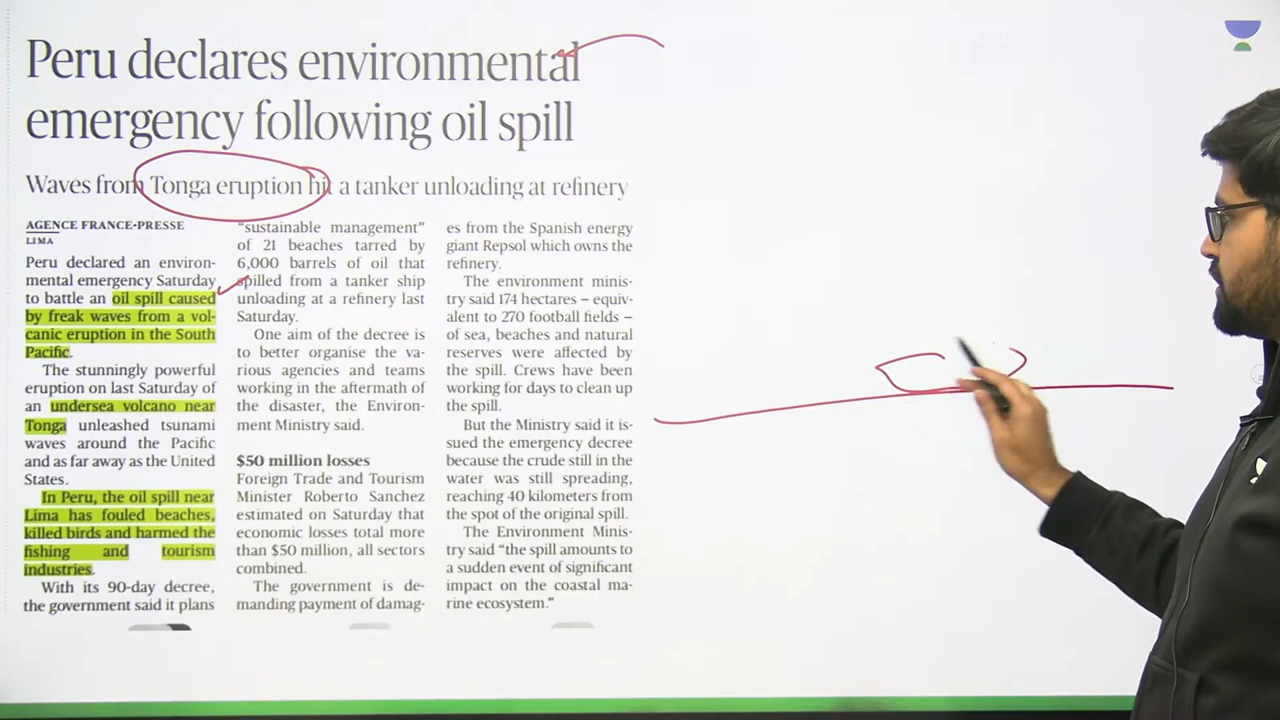 Peru declares environmental
emergency following oil spill
Waves from Tonga eruption hit a tanker unloading at refinery
AGENCE FRANCE-PRESSE
LIMA
Peru declared an environ-
mental emergency Saturday
to battle an oil spill caused
by freak waves from a vol-
canic eruption in the South
Pacific.
The stunningly powerful
eruption on last Saturday of
an undersea volcano near
Tonga unleashed tsunami
waves around the Pacific
and as far away as the United
States.
In Peru, the oil spill near
Lima has fouled beaches,
killed birds and harmed the
fishing and tourism
industries.
With its 90-day decree,
the government said it plans
“sustainable management”
of 21 beaches tarred by
6,000 barrels of oil that
spilled from a tanker ship
unloading at a refinery last
Saturday.
One aim of the decree is
to better organise the va-
rious agencies and teams
working in the aftermath of
the disaster, the Environ-
ment Ministry said.
$50 million losses
Foreign Trade and Tourism
Minister Roberto Sanchez
estimated on Saturday that
economic losses total more
than $50 million, all sectors
combined.
The government is de-
manding payment of damag-
es from the Spanish energy
giant Repsol which owns the
refinery.
The environment minis-
try said 174 hectares – equiv-
alent to 270 football fields –
of sea, beaches and natural
reserves were affected by
the spill. Crews have been
working for days to clean up
the spill.
But the Ministry said it is-
sued the emergency decree
because the crude still in the
water was still spreading,
reaching 40 kilometers from
the spot of the original spill.
The Environment Minis-
try said “the spill amounts to
a sudden event of significant
impact on the coastal ma-
rine ecosystem.”